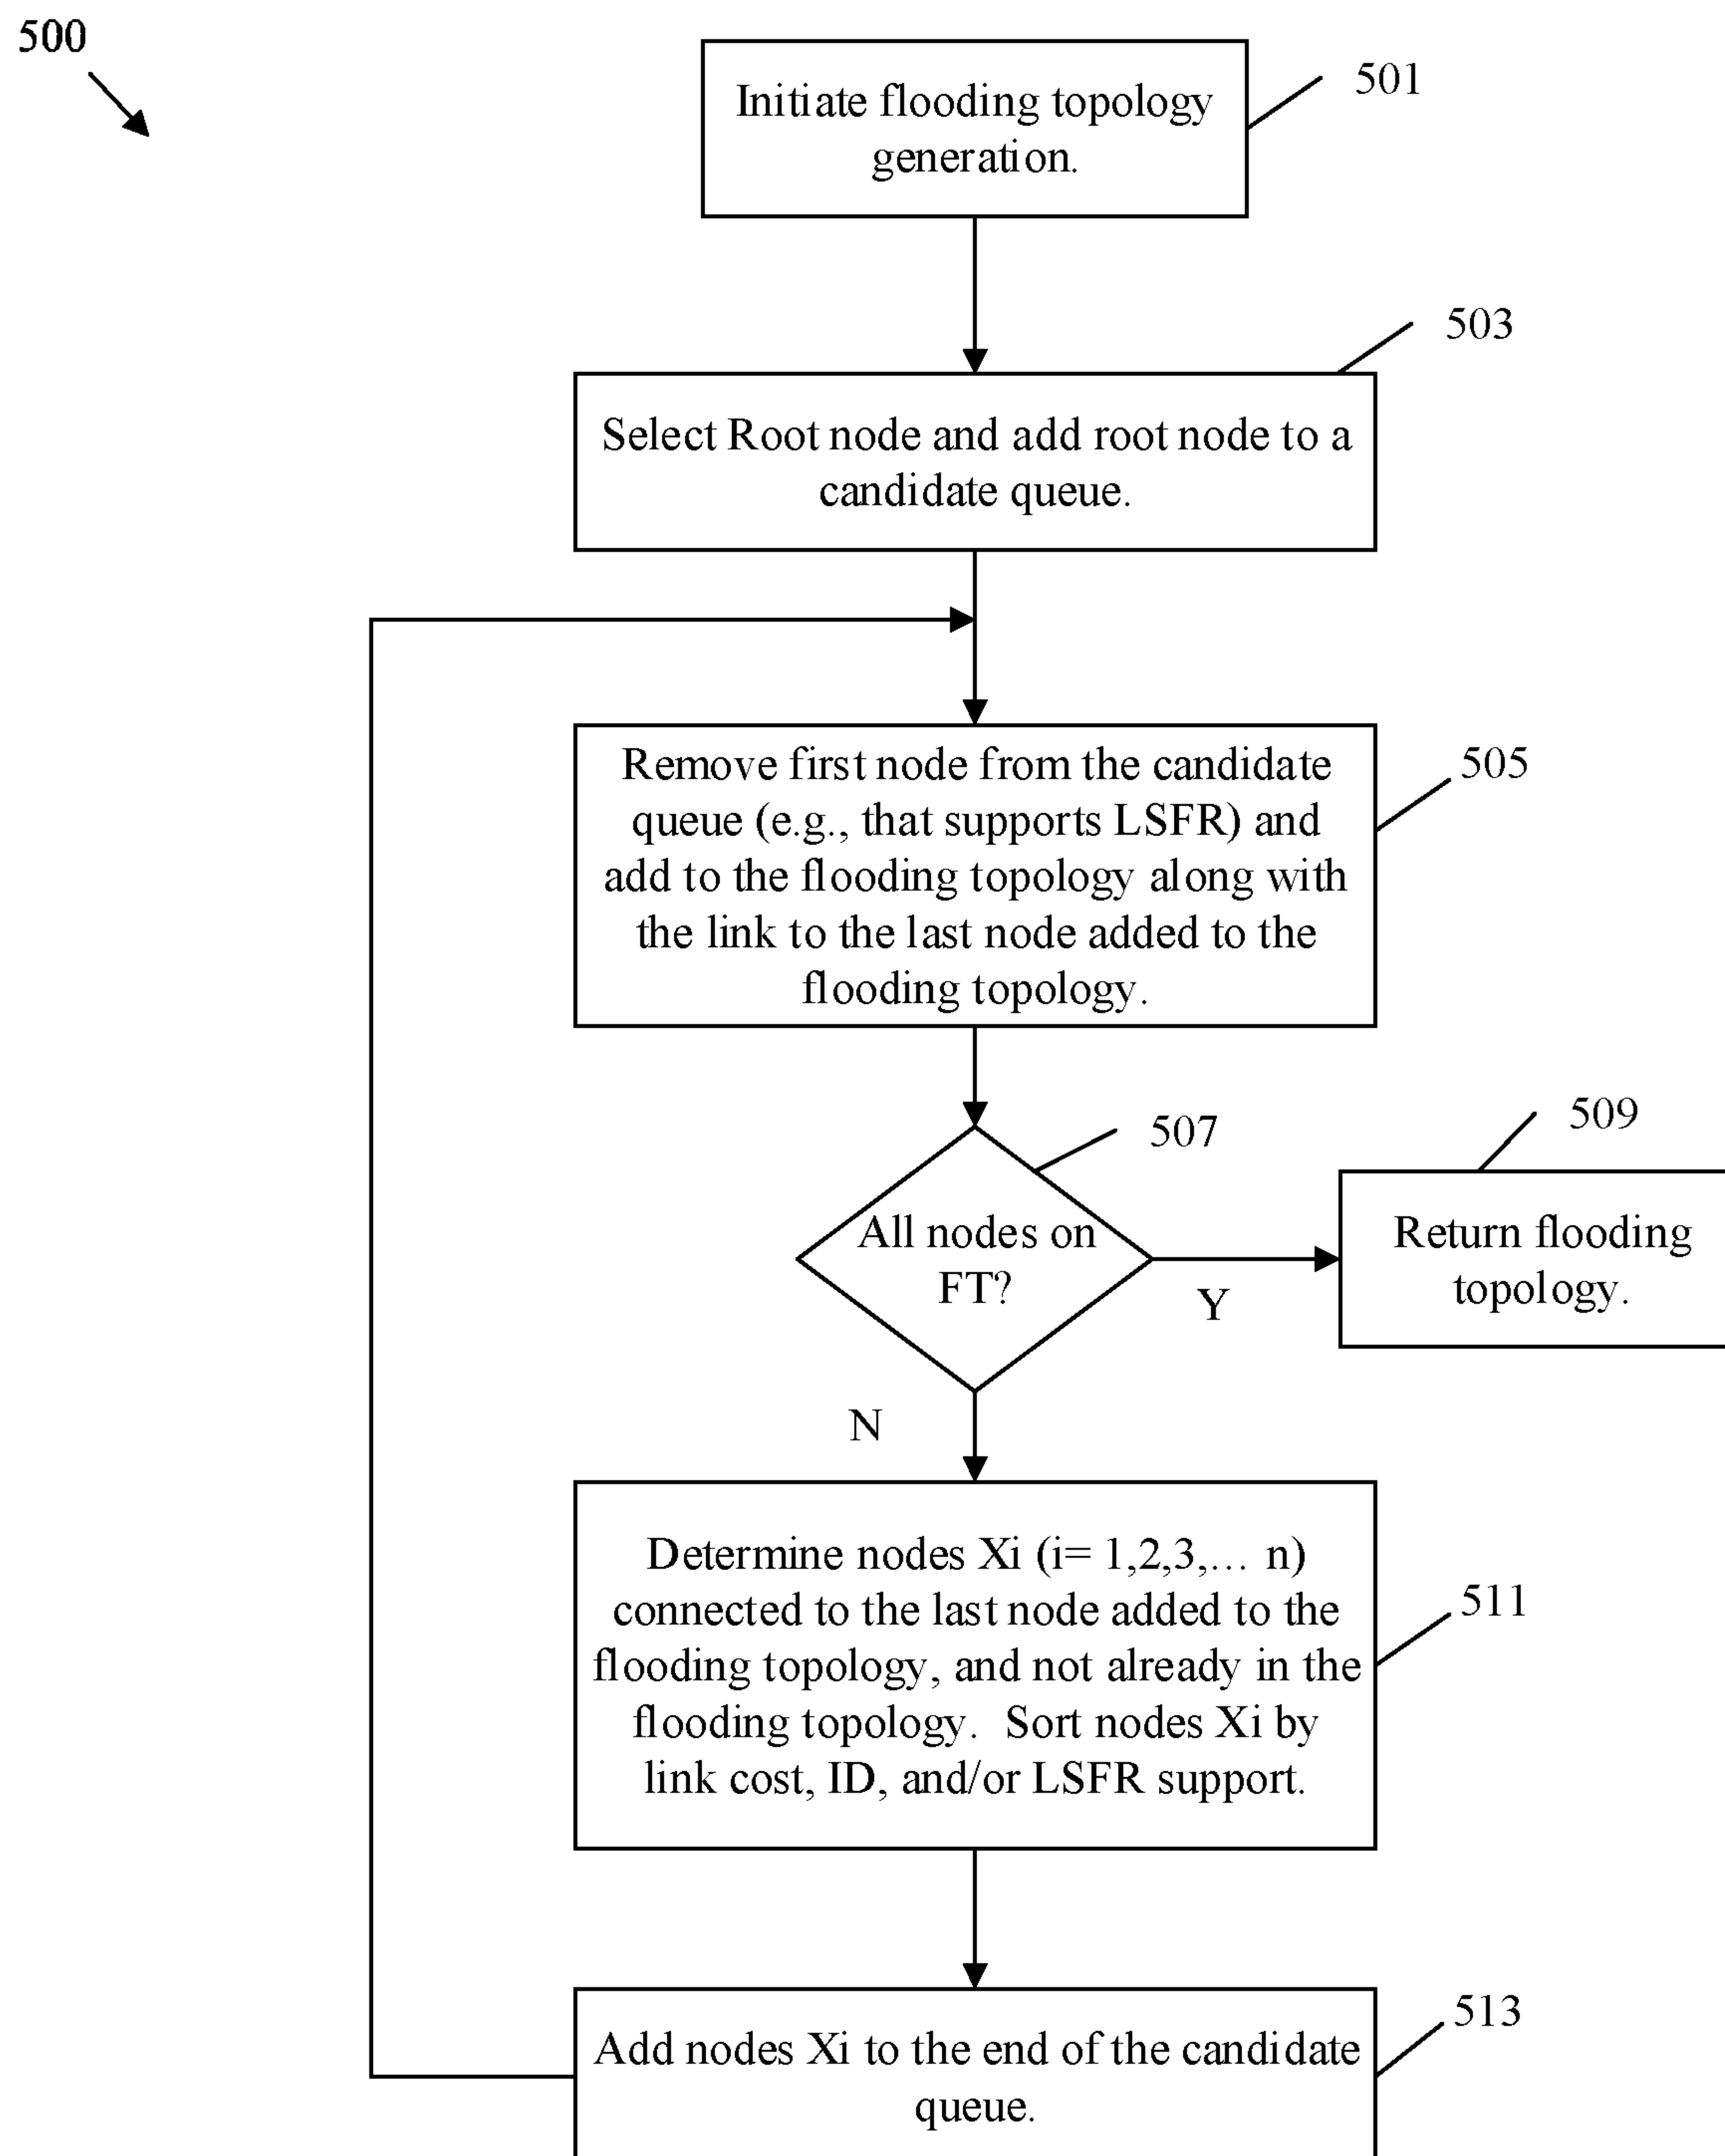 500
Initiate flooding topology
generation.
501
503
Select Root node and add root node to a
candidate queue.
Remove first node from the candidate
queue (e.g., that supports LSFR) and
add to the flooding topology along with
the link to the last node added to the
flooding topology.
505
507
All nodes on
FT?
Y
509
Return flooding
topology.
N
Determine nodes Xi (i= 1,2,3,… n)
connected to the last node added to the
flooding topology, and not already in the
flooding topology.  Sort nodes Xi by
link cost, ID, and/or LSFR support.
511
513
Add nodes Xi to the end of the candidate
queue.